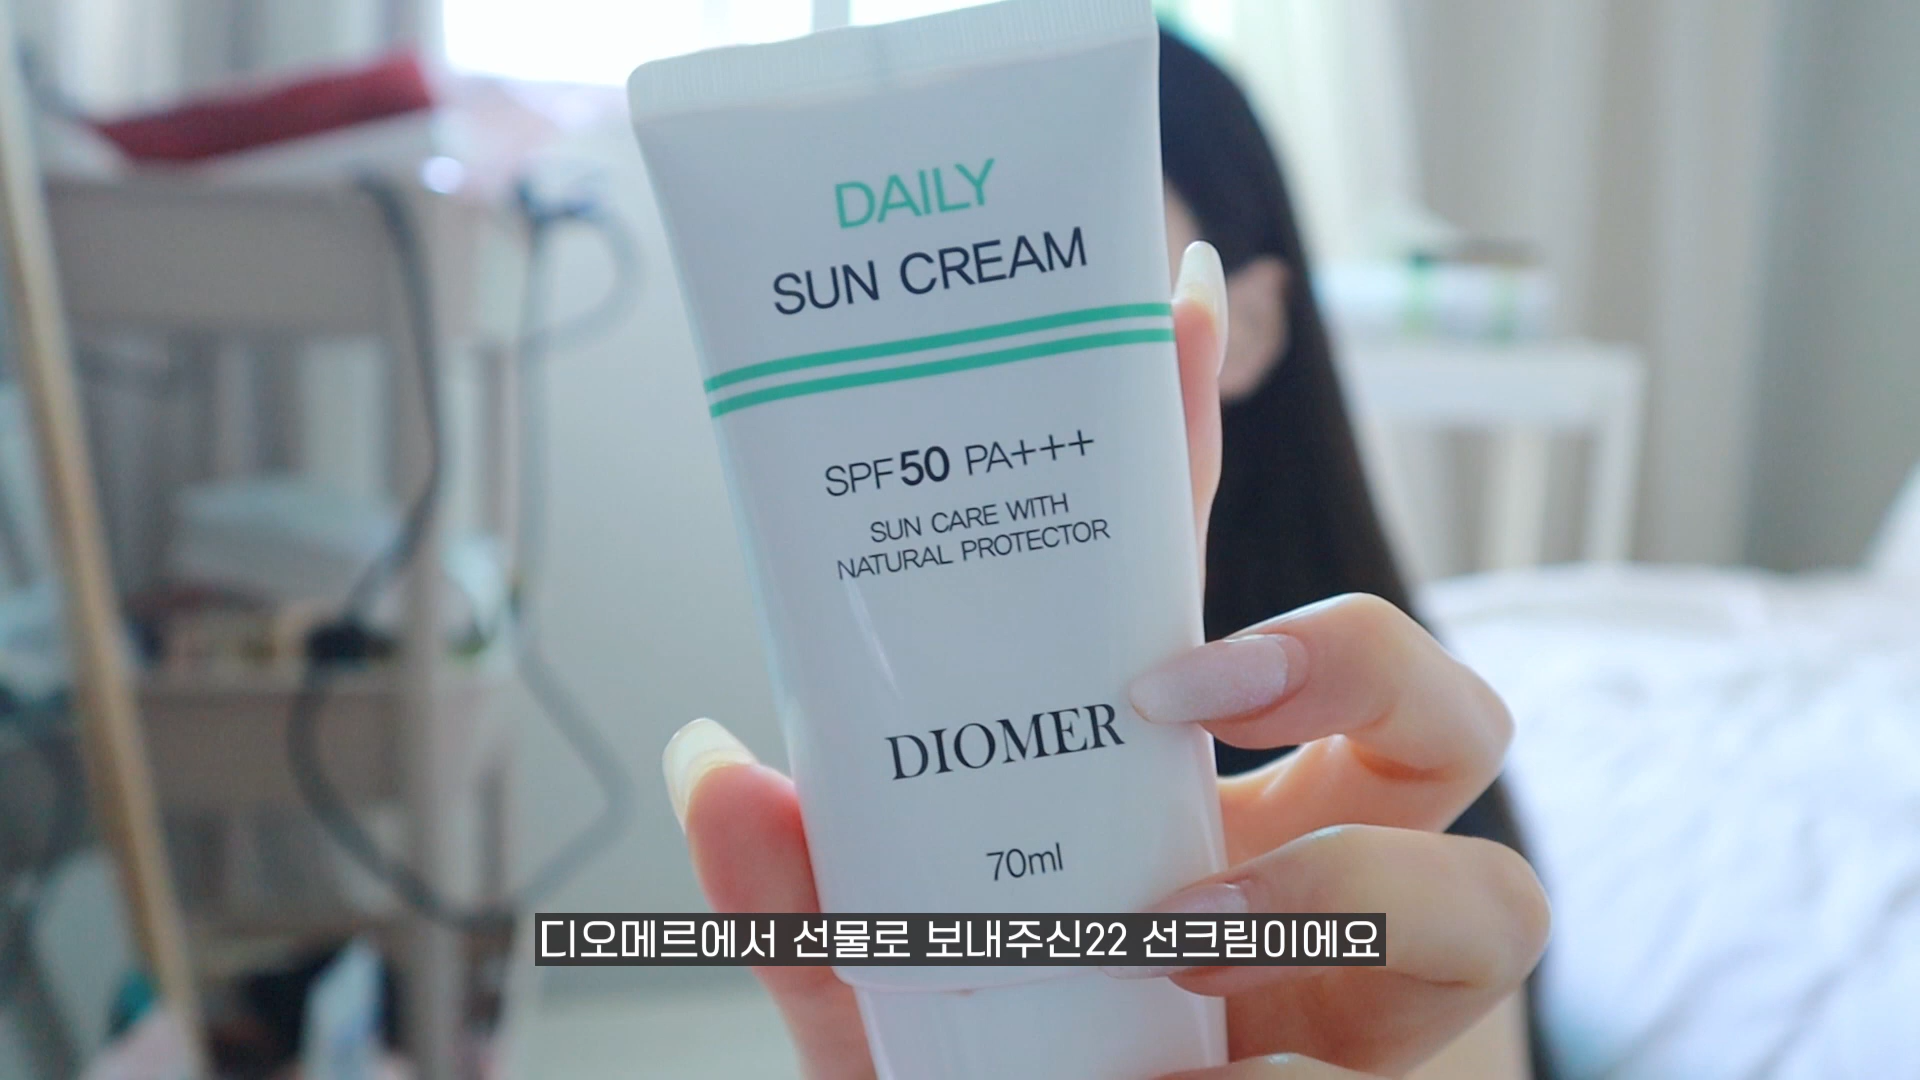 DAILY
SUN CREAM
SPF50 PA+++
SUN CARE WITH
NATURAL PROTECTOR
DIOMER
70ml
디오메르에서 선물로 보내주신22 선크림이에요